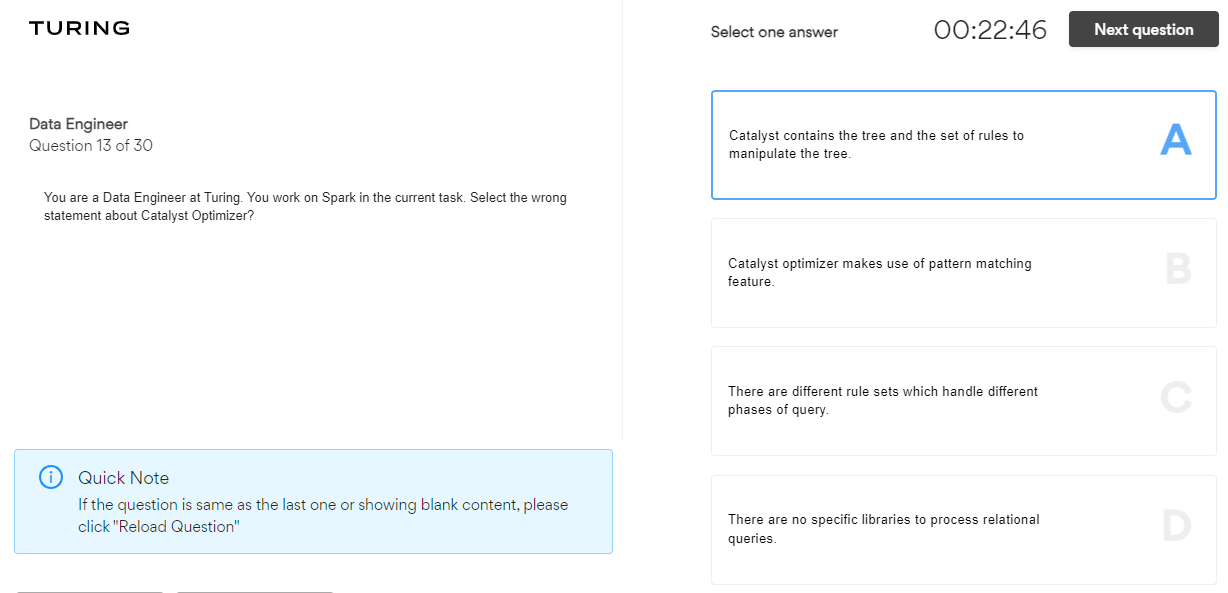 TURING
Select one answer
00:22:46
Next question
Data Engineer
Question 13 of 30
You are a Data Engineer at Turing. You work on Spark in the current task. Select the wrong
statement about Catalyst Optimizer?
Catalyst contains the tree and the set of rules to
manipulate the tree.
A
Catalyst optimizer makes use of pattern matching
feature.
B
There are different rule sets which handle different
phases of query.
C
There are no specific libraries to process relational
queries.
D
Quick Note
If the question is same as the last one or showing blank content, please
click "Reload Question"